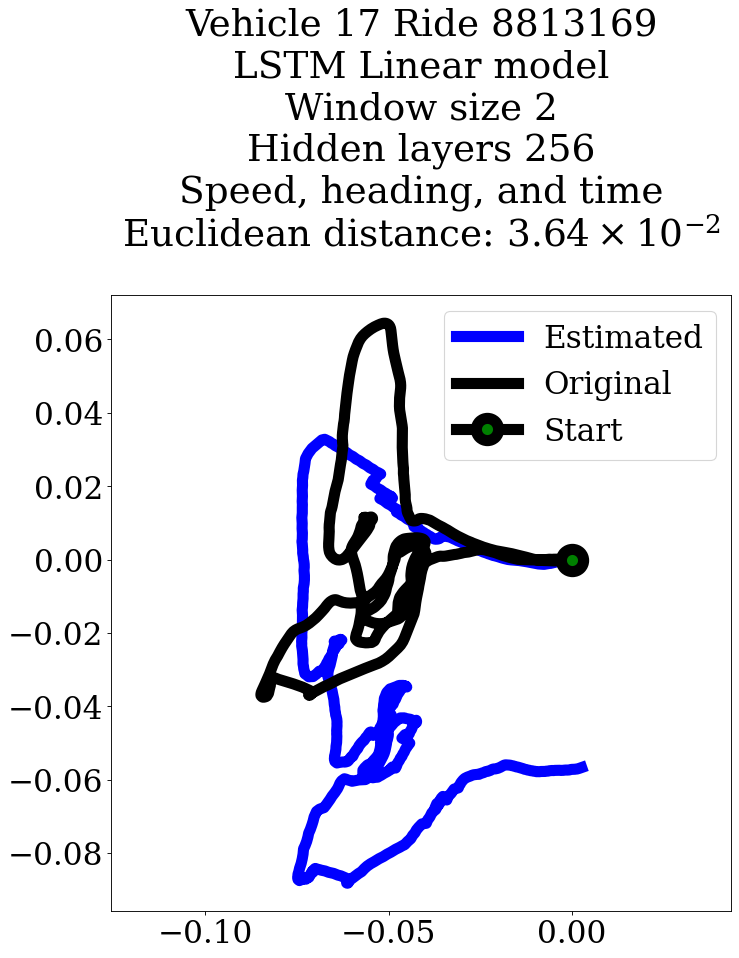 Vehicle 17 Ride 8813169
LSTM Linear model
Window size 2
Hidden layers 256
Speed, heading, and time
Euclidean distance: 3.64 × 10⁻²
Estimated
Original
Start
0.06
0.04
0.02
0.00
−0.02
−0.04
−0.06
−0.08
−0.10
−0.05
0.00